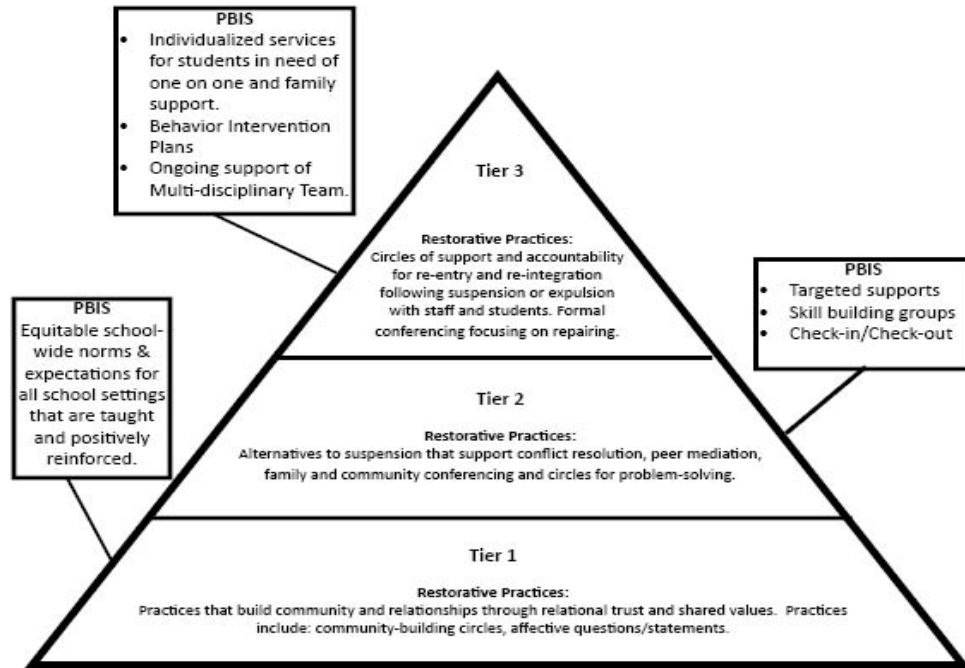 PBIS
• Individualized services
for students in need of
one on one and family
support.
• Behavior Intervention
Plans
• Ongoing support of
Multi-disciplinary Team.
Tier 3
Restorative Practices:
Circles of support and accountability
for re-entry and re-integration
following suspension or expulsion
with staff and students. Formal
conferencing focusing on repairing.
PBIS
• Targeted supports
• Skill building groups
• Check-in/Check-out
PBIS
Equitable school-
wide norms &
expectations for
all school settings
that are taught
and positively
reinforced.
Tier 2
Restorative Practices:
Alternatives to suspension that support conflict resolution, peer mediation,
family and community conferencing and circles for problem-solving.
Tier 1
Restorative Practices:
Practices that build community and relationships through relational trust and shared values.  Practices
include: community-building circles, affective questions/statements.